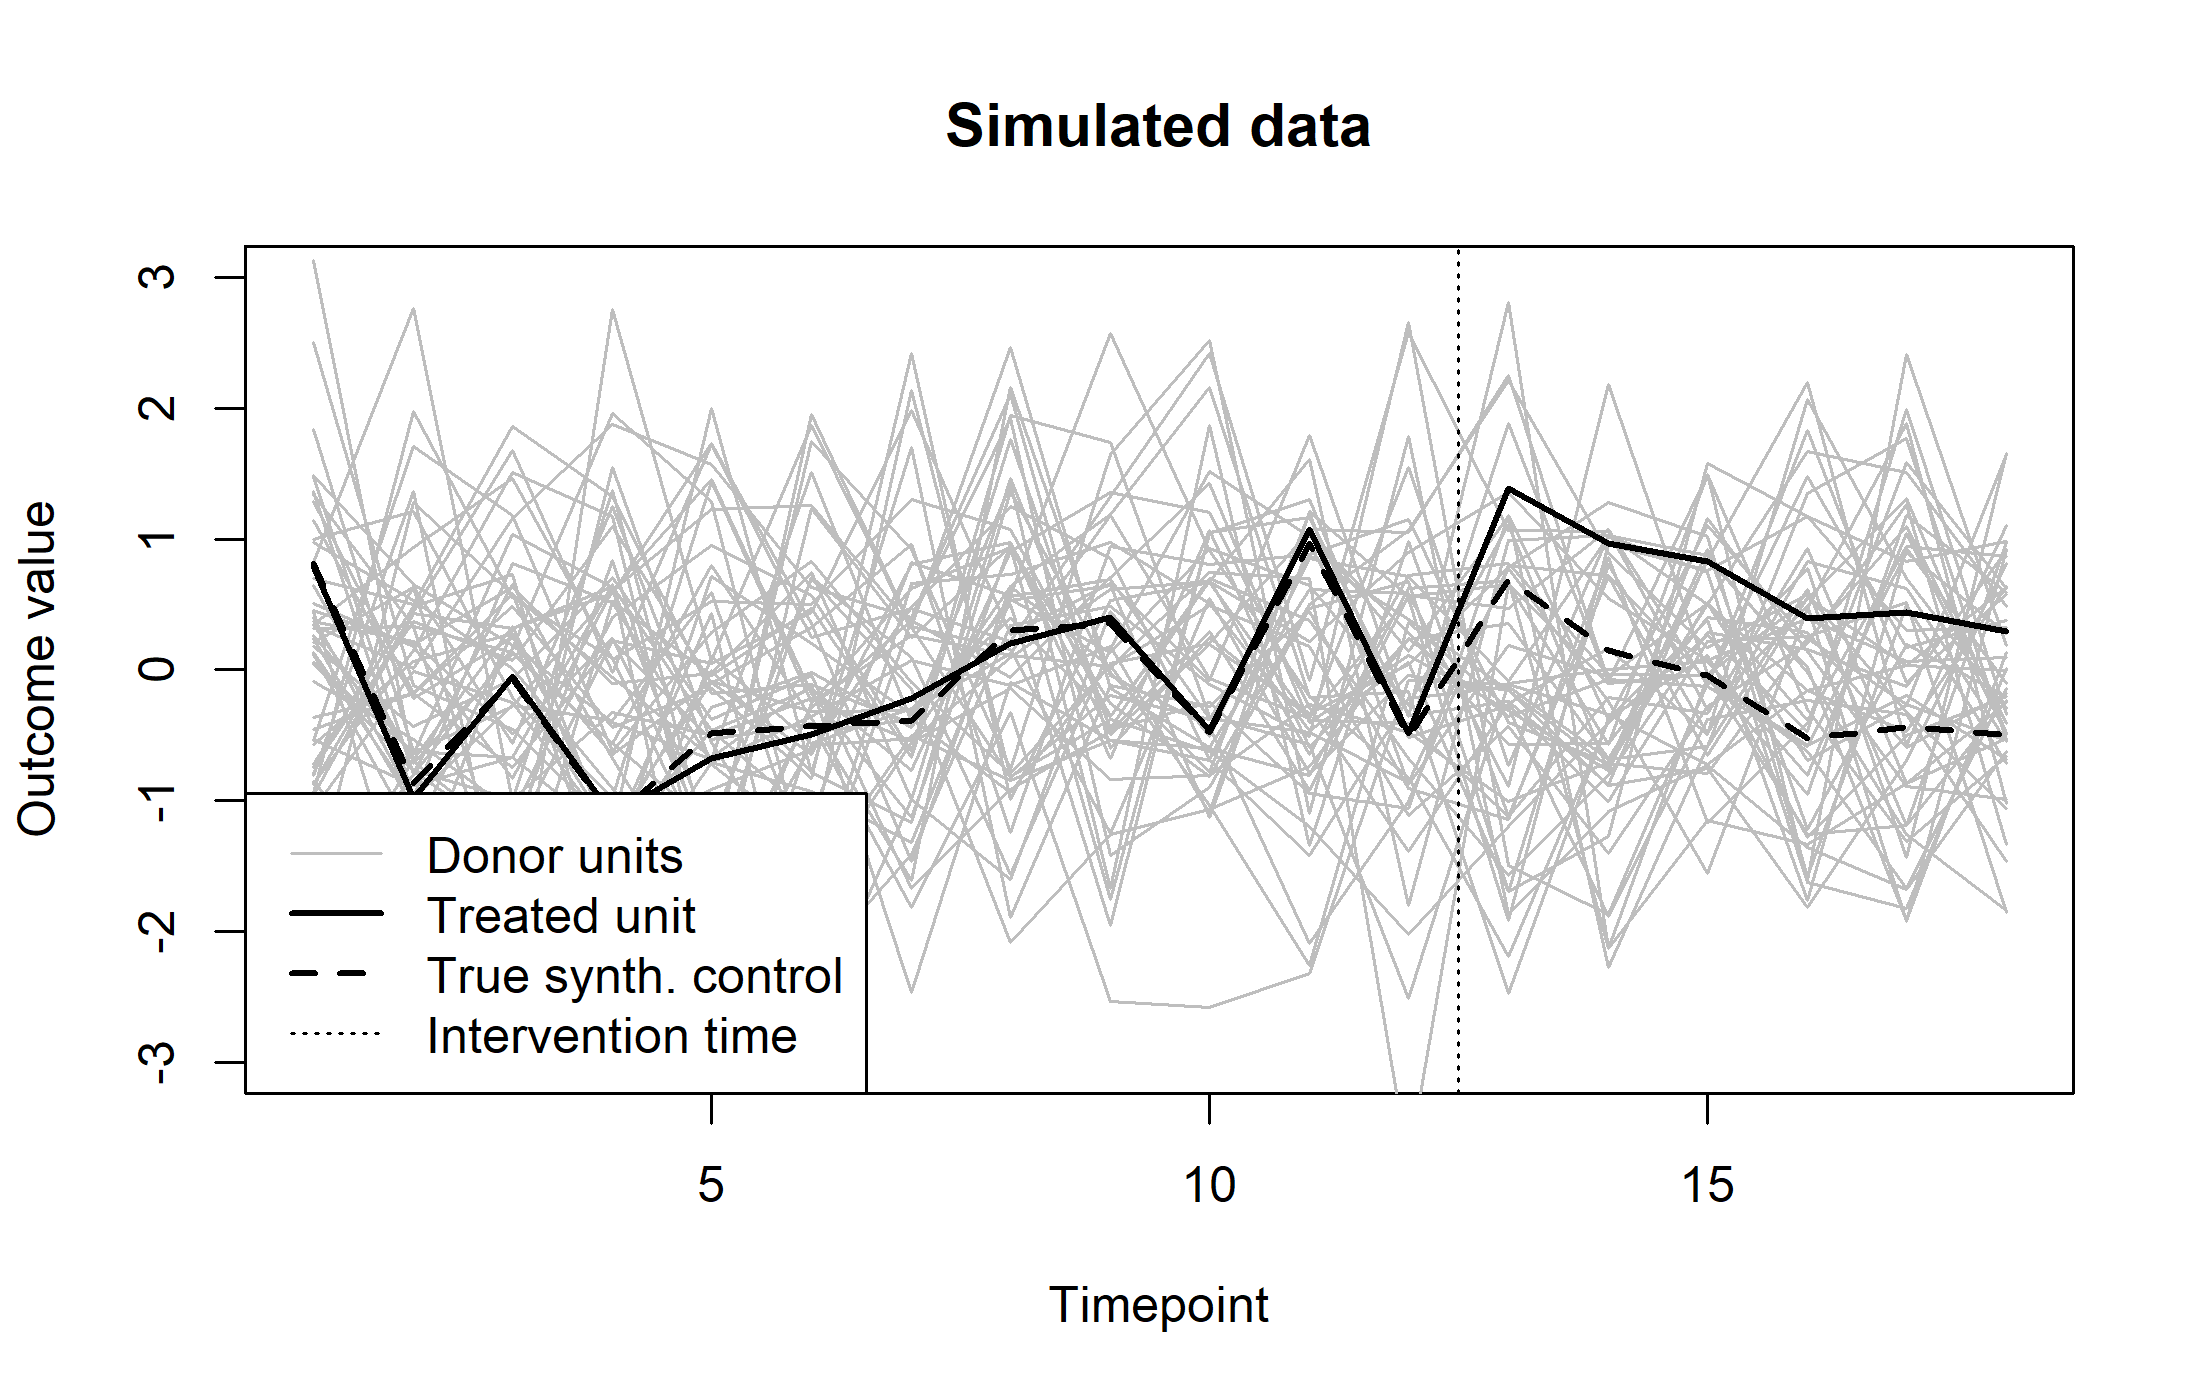 Simulated data
Outcome value
3
2
1
0
-1
-2
-3
Donor units
Treated unit
True synth. control
Intervention time
5 10 15
Timepoint